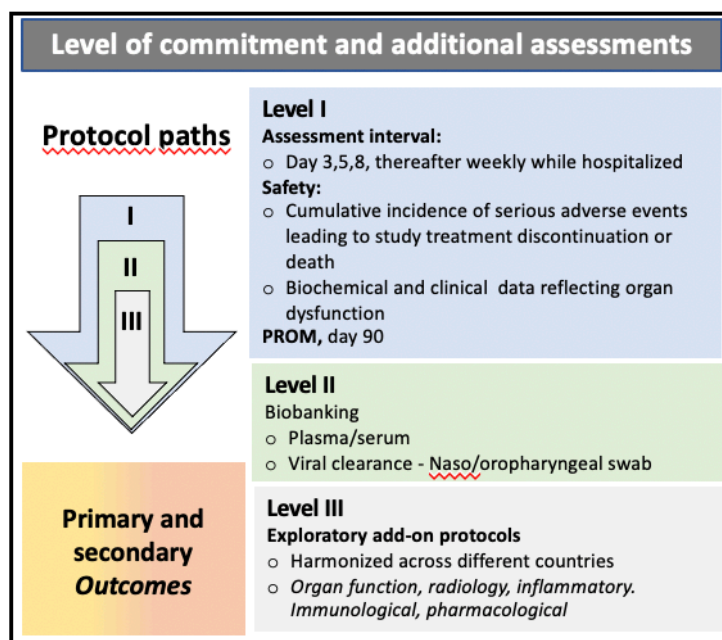 Level of commitment and additional assessments
Protocol paths
I
II
III
Primary and
secondary
Outcomes
Level I
Assessment interval:
o Day 3,5,8, thereafter weekly while hospitalized
Safety:
o Cumulative incidence of serious adverse events
leading to study treatment discontinuation or
death
o Biochemical and clinical data reflecting organ
dysfunction
PROM, day 90
Level II
Biobanking
o Plasma/serum
o Viral clearance - Naso/oropharyngeal swab
Level III
Exploratory add-on protocols
o Harmonized across different countries
o Organ function, radiology, inflammatory.
Immunological, pharmacological